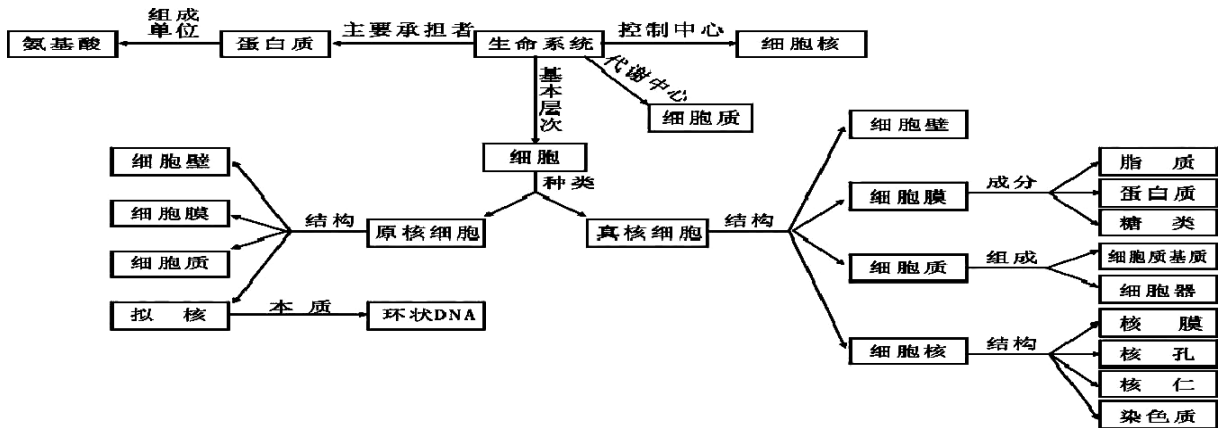 组成
单位
氨基酸
蛋白质
主要承担者
生命系统
控制中心
细胞核
代谢中心
细胞质
基本层次
细胞
种类
原核细胞
真核细胞
结构
细胞壁
细胞膜
细胞质
拟核
本质
环状DNA
结构
细胞壁
细胞膜
成分
脂质
蛋白质
糖类
细胞质
组成
细胞质基质
细胞器
细胞核
结构
核膜
核孔
核仁
染色质